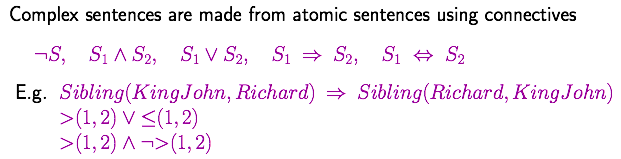 Complex sentences are made from atomic sentences using connectives
¬S, S₁ ∧ S₂, S₁ ∨ S₂, S₁ ⇒ S₂, S₁ ⇔ S₂
E.g. Sibling(KingJohn, Richard) ⇒ Sibling(Richard, KingJohn)
>(1, 2) ∨ ≤(1, 2)
>(1, 2) ∧ ¬>(1, 2)